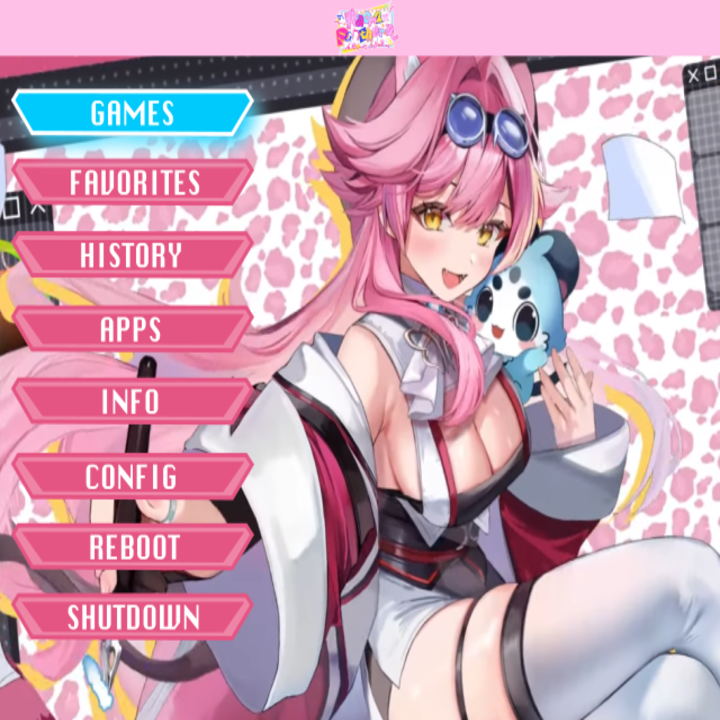 GAMES
FAVORITES
HISTORY
APPS
INFO
CONFIG
REBOOT
SHUTDOWN